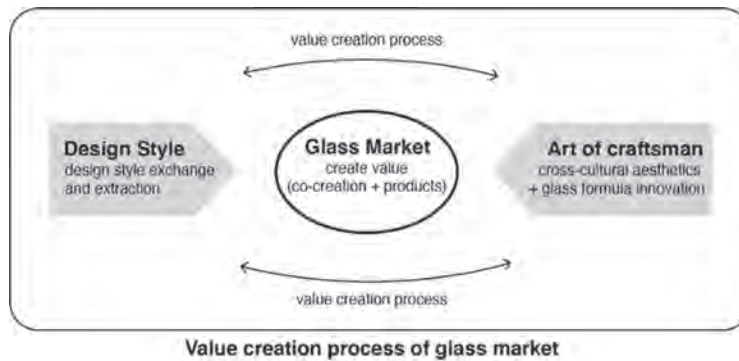 value creation process
Design Style
design style exchange
and extraction
Glass Market
create value
(co-creation + products)
Art of craftsman
cross-cultural aesthetics
+ glass formula innovation
value creation process
Value creation process of glass market